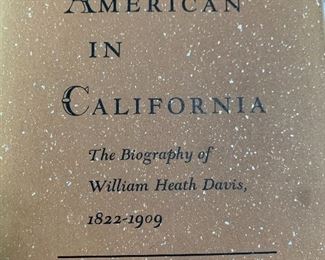 AMERICAN
IN
CALIFORNIA
The Biography of
William Heath Davis,
1822-1909